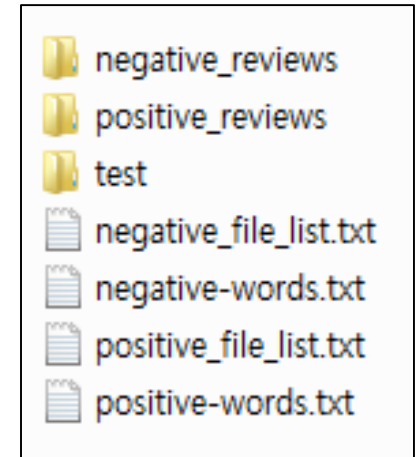 negative_reviews
positive_reviews
test
negative_file_list.txt
negative-words.txt
positive_file_list.txt
positive-words.txt